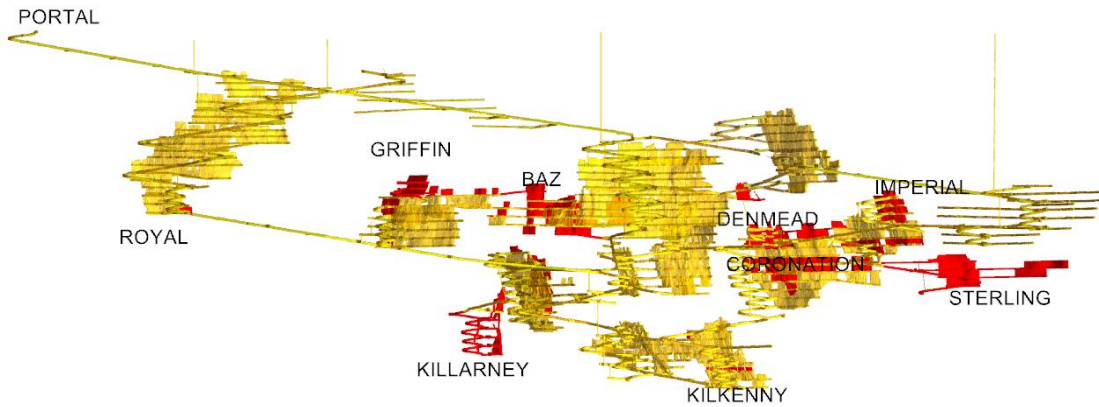 PORTAL
GRIFFIN
BAZ
IMPERIAL
DENMEAD
ROYAL
CORONATION
STERLING
KILLARNEY
KILKENNY